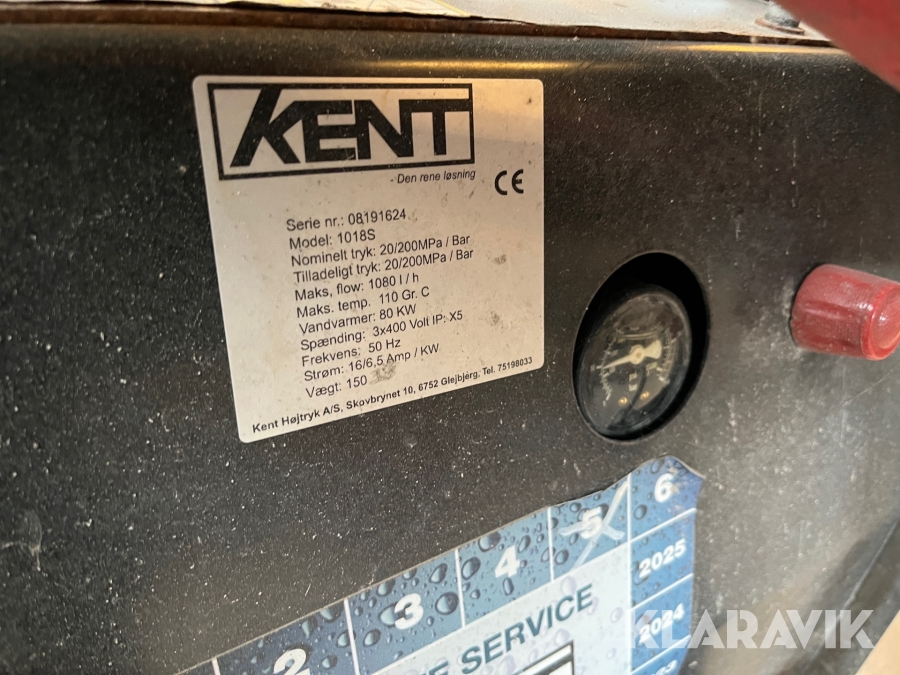 KENT
- Den rene løsning
CE
Serie nr.: 08191624
Model: 1018S
Nominelt tryk: 20/200MPa / Bar
Tilladeligt tryk: 20/200MPa / Bar
Maks, flow: 1080 l / h
Maks. temp. 110 Gr. C
Vandvarmer: 80 KW
Spænding: 3x400 Volt IP: X5
Frekvens: 50 Hz
Strøm: 16/6,5 Amp / KW
Vægt: 150
Kent Højtryk A/S, Skovbrynet 10, 6752 Glejbjerg. Tel. 75198033
2 3 4 5 6
2025
2024
SERVICE
KLARAVIK